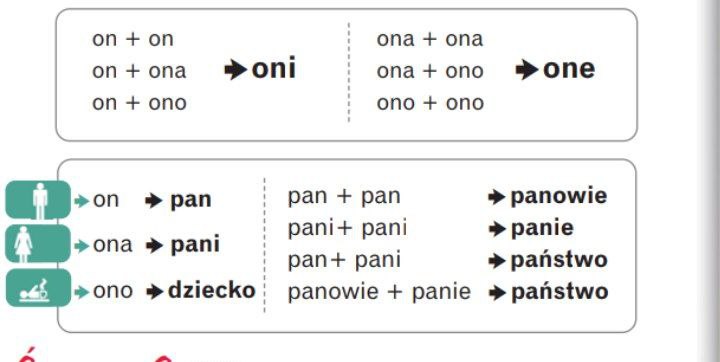 on + on
on + ona ➔ oni
on + ono
ona + ona
ona + ono ➔ one
ono + ono
➔ on ➔ pan
➔ ona ➔ pani
➔ ono ➔ dziecko
pan + pan ➔ panowie
pani+ pani ➔ panie
pan+ pani ➔ państwo
panowie + panie ➔ państwo